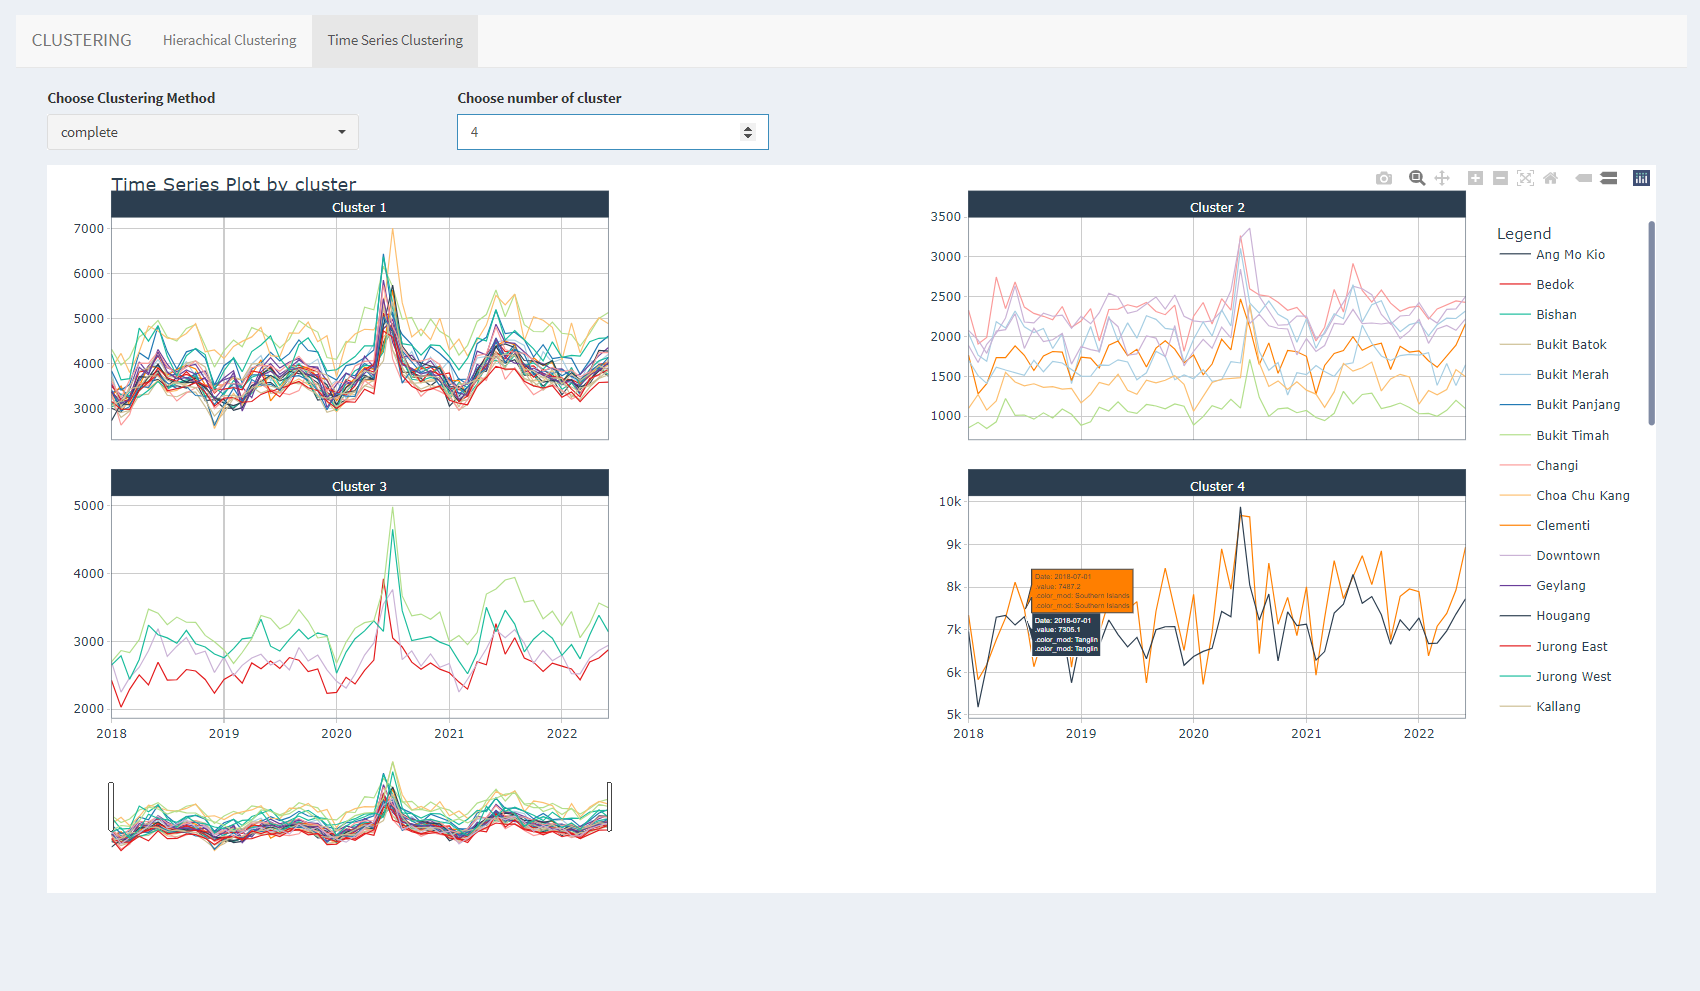 CLUSTERING Hierachical Clustering Time Series Clustering
Choose Clustering Method Choose number of cluster
complete 4
Time Series Plot by cluster
Cluster 1
7000
6000
5000
4000
3000
Cluster 2
3500
3000
2500
2000
1500
1000
Cluster 3
5000
4000
3000
2000
2018 2019 2020 2021 2022
Cluster 4
10k
9k
8k
7k
6k
5k
2018 2019 2020 2021 2022
Date: 2018-07-01
.value: 7487.2
.color_mod: Southern Islands
.color_mod: Southern Islands
Date: 2018-07-01
.value: 7305.1
.color_mod: Tanglin
.color_mod: Tanglin
Legend
Ang Mo Kio
Bedok
Bishan
Bukit Batok
Bukit Merah
Bukit Panjang
Bukit Timah
Changi
Choa Chu Kang
Clementi
Downtown
Geylang
Hougang
Jurong East
Jurong West
Kallang